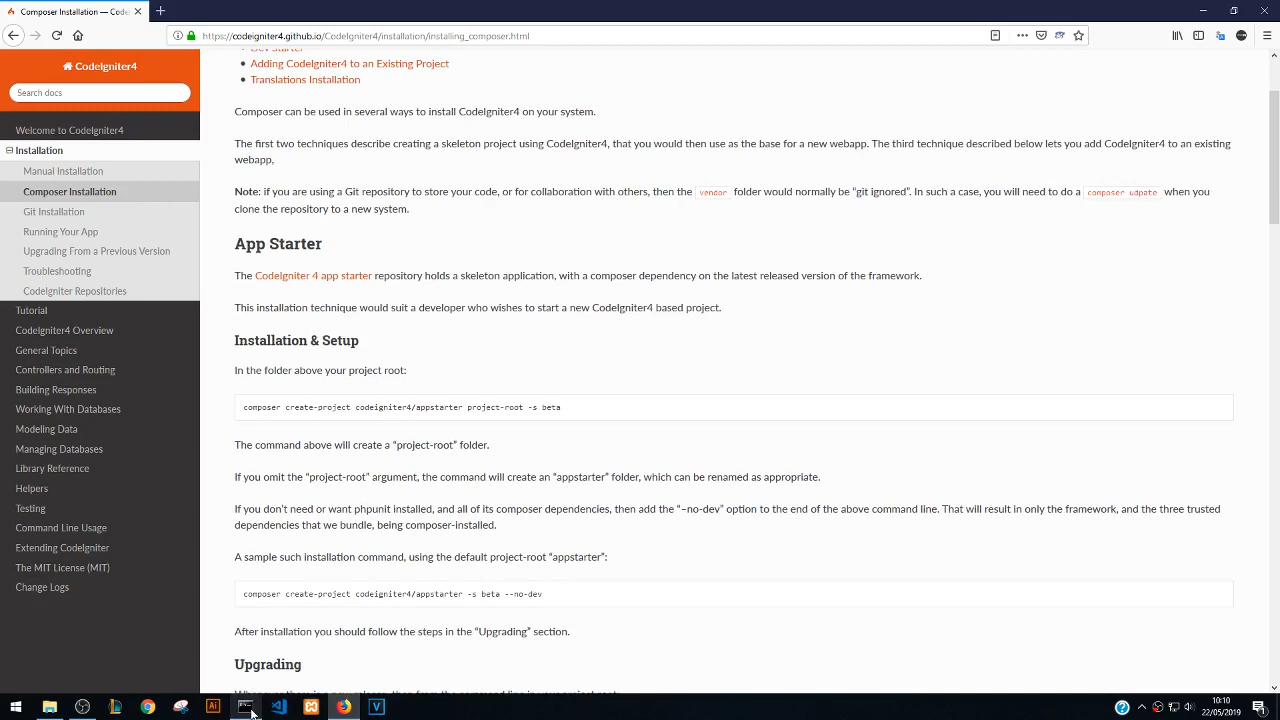 Composer Installation — Codei
https://codeigniter4.github.io/CodeIgniter4/installation/installing_composer.html
CodeIgniter4
Search docs
Welcome to CodeIgniter4
Installation
Manual Installation
Composer Installation
Git Installation
Running Your App
Upgrading From a Previous Version
Troubleshooting
CodeIgniter Repositories
Tutorial
CodeIgniter4 Overview
General Topics
Controllers and Routing
Building Responses
Working With Databases
Modeling Data
Managing Databases
Library Reference
Helpers
Testing
Command Line Usage
Extending CodeIgniter
The MIT License (MIT)
Change Logs
Dev Starter
Adding CodeIgniter4 to an Existing Project
Translations Installation
Composer can be used in several ways to install CodeIgniter4 on your system.
The first two techniques describe creating a skeleton project using CodeIgniter4, that you would then use as the base for a new webapp. The third technique described below lets you add CodeIgniter4 to an existing
webapp,
Note: if you are using a Git repository to store your code, or for collaboration with others, then the vendor folder would normally be “git ignored”. In such a case, you will need to do a composer udpate when you
clone the repository to a new system.
App Starter
The CodeIgniter 4 app starter repository holds a skeleton application, with a composer dependency on the latest released version of the framework.
This installation technique would suit a developer who wishes to start a new CodeIgniter4 based project.
Installation & Setup
In the folder above your project root:
composer create-project codeigniter4/appstarter project-root -s beta
The command above will create a “project-root” folder.
If you omit the “project-root” argument, the command will create an “appstarter” folder, which can be renamed as appropriate.
If you don’t need or want phpunit installed, and all of its composer dependencies, then add the “–no-dev” option to the end of the above command line. That will result in only the framework, and the three trusted
dependencies that we bundle, being composer-installed.
A sample such installation command, using the default project-root “appstarter”:
composer create-project codeigniter4/appstarter -s beta --no-dev
After installation you should follow the steps in the “Upgrading” section.
Upgrading
10:10
22/05/2019